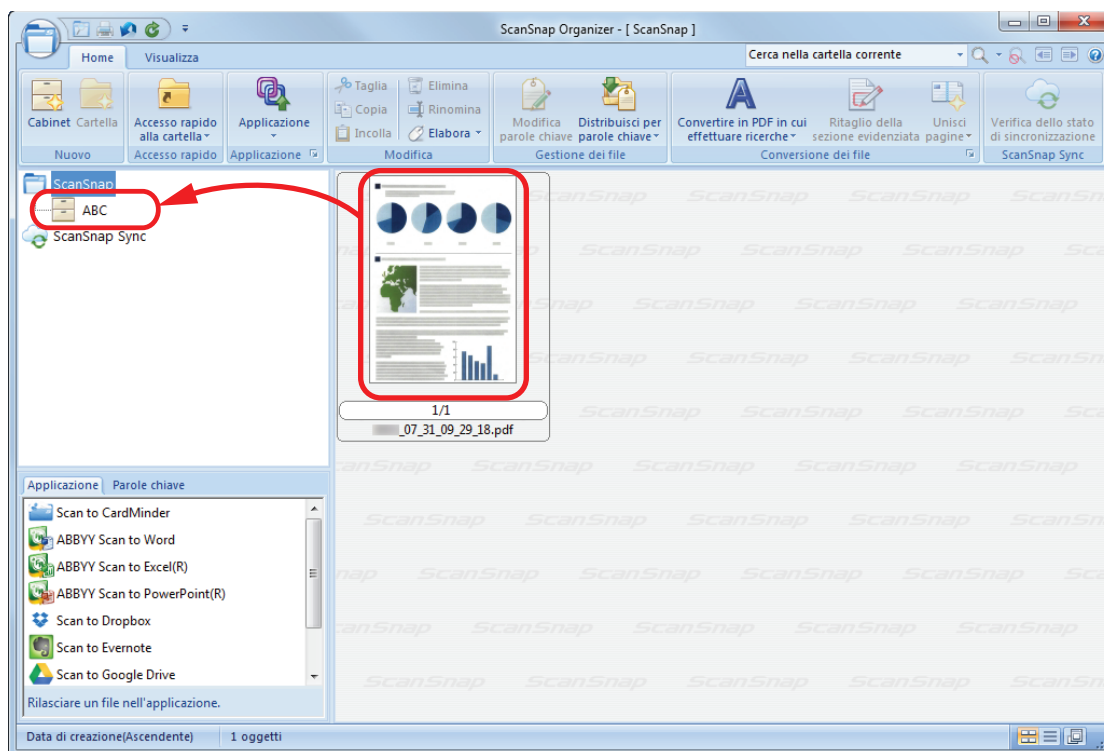 ScanSnap Organizer - [ ScanSnap ]
Home Visualizza
Cerca nella cartella corrente
Cabinet Cartella
Nuovo
Accesso rapido
alla cartella
Accesso rapido
Applicazione
Applicazione
Taglia Elimina
Copia Rinomina
Incolla Elabora
Modifica
Modifica
parole chiave
Distribuisci per
parole chiave
Gestione dei file
Convertire in PDF in cui
effettuare ricerche
Ritaglio della
sezione evidenziata
Unisci
pagine
Conversione dei file
Verifica dello stato
di sincronizzazione
ScanSnap Sync
ScanSnap
ABC
ScanSnap Sync
1/1
_07_31_09_29_18.pdf
Applicazione Parole chiave
Scan to CardMinder
ABBYY Scan to Word
ABBYY Scan to Excel(R)
ABBYY Scan to PowerPoint(R)
Scan to Dropbox
Scan to Evernote
Scan to Google Drive
Rilasciare un file nell'applicazione.
Data di creazione(Ascendente) 1 oggetti